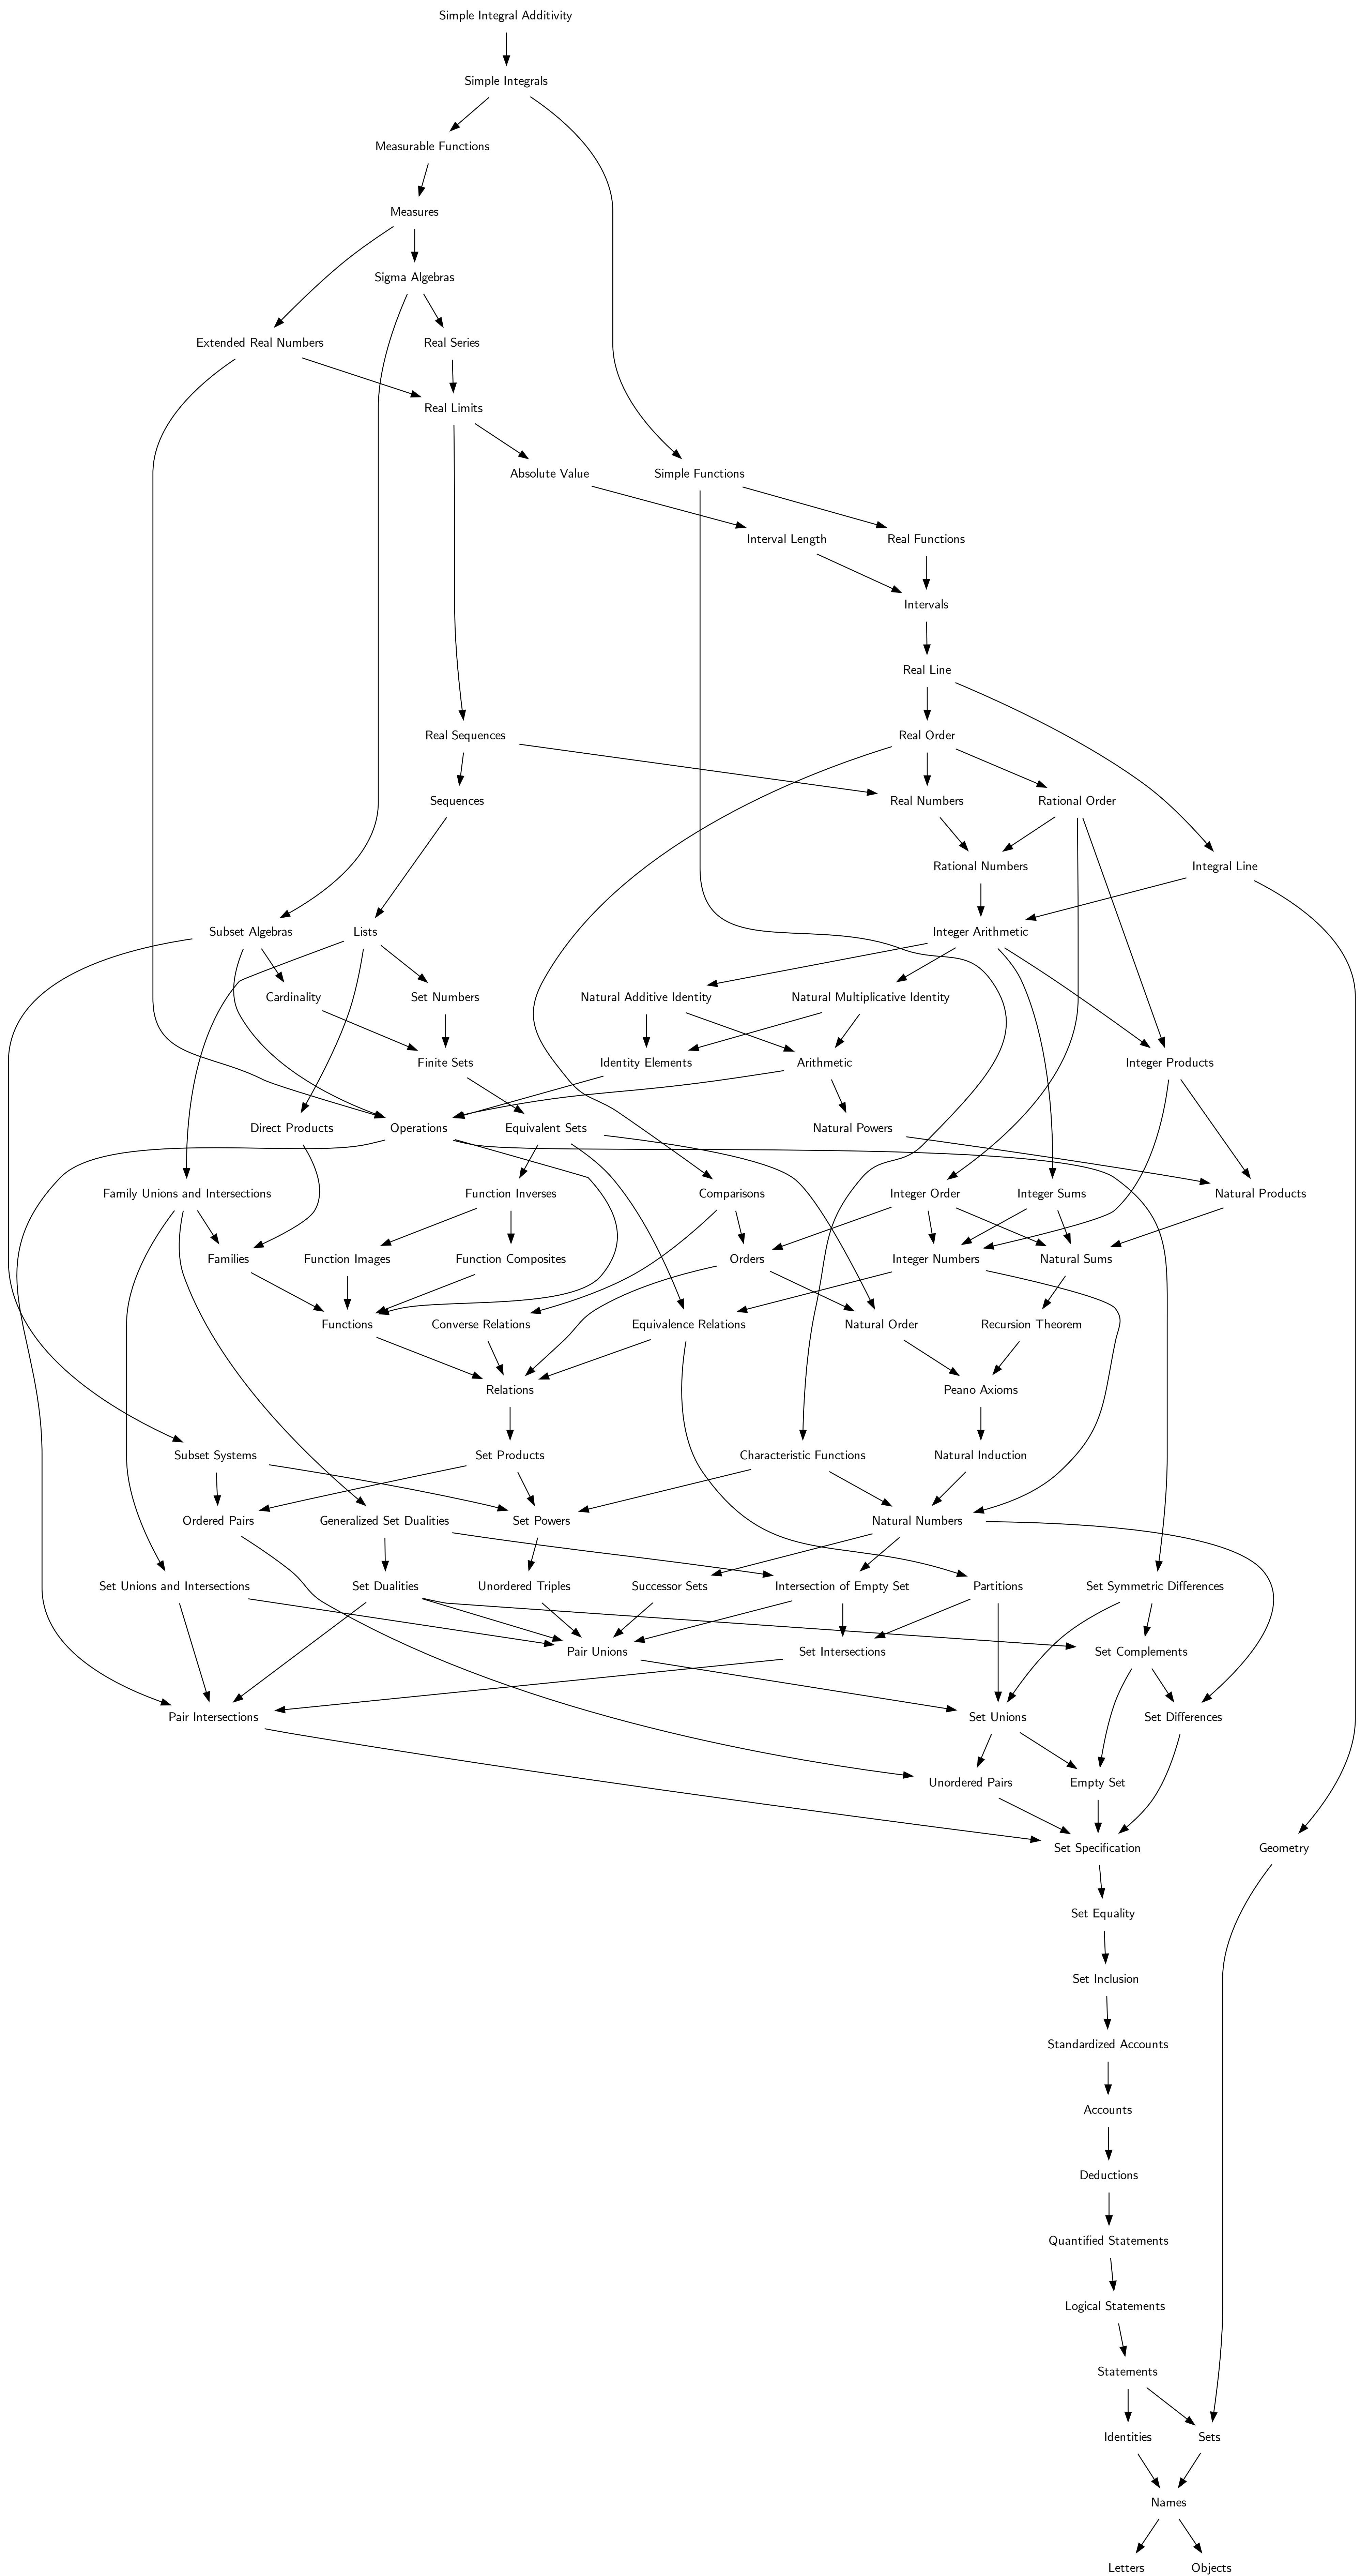 Simple Integral Additivity
Simple Integrals
Measurable Functions
Measures
Sigma Algebras
Extended Real Numbers
Real Series
Real Limits
Absolute Value
Simple Functions
Interval Length
Real Functions
Intervals
Real Line
Real Sequences
Real Order
Sequences
Real Numbers
Rational Order
Rational Numbers
Integral Line
Subset Algebras
Lists
Integer Arithmetic
Cardinality
Set Numbers
Natural Additive Identity
Natural Multiplicative Identity
Finite Sets
Identity Elements
Arithmetic
Integer Products
Direct Products
Operations
Equivalent Sets
Natural Powers
Family Unions and Intersections
Function Inverses
Comparisons
Integer Order
Integer Sums
Natural Products
Families
Function Images
Function Composites
Orders
Integer Numbers
Natural Sums
Functions
Converse Relations
Equivalence Relations
Natural Order
Recursion Theorem
Relations
Peano Axioms
Subset Systems
Set Products
Characteristic Functions
Natural Induction
Ordered Pairs
Generalized Set Dualities
Set Powers
Natural Numbers
Set Unions and Intersections
Set Dualities
Unordered Triples
Successor Sets
Intersection of Empty Set
Partitions
Set Symmetric Differences
Pair Unions
Set Intersections
Set Complements
Pair Intersections
Set Unions
Set Differences
Unordered Pairs
Empty Set
Set Specification
Geometry
Set Equality
Set Inclusion
Standardized Accounts
Accounts
Deductions
Quantified Statements
Logical Statements
Statements
Identities
Sets
Names
Letters
Objects